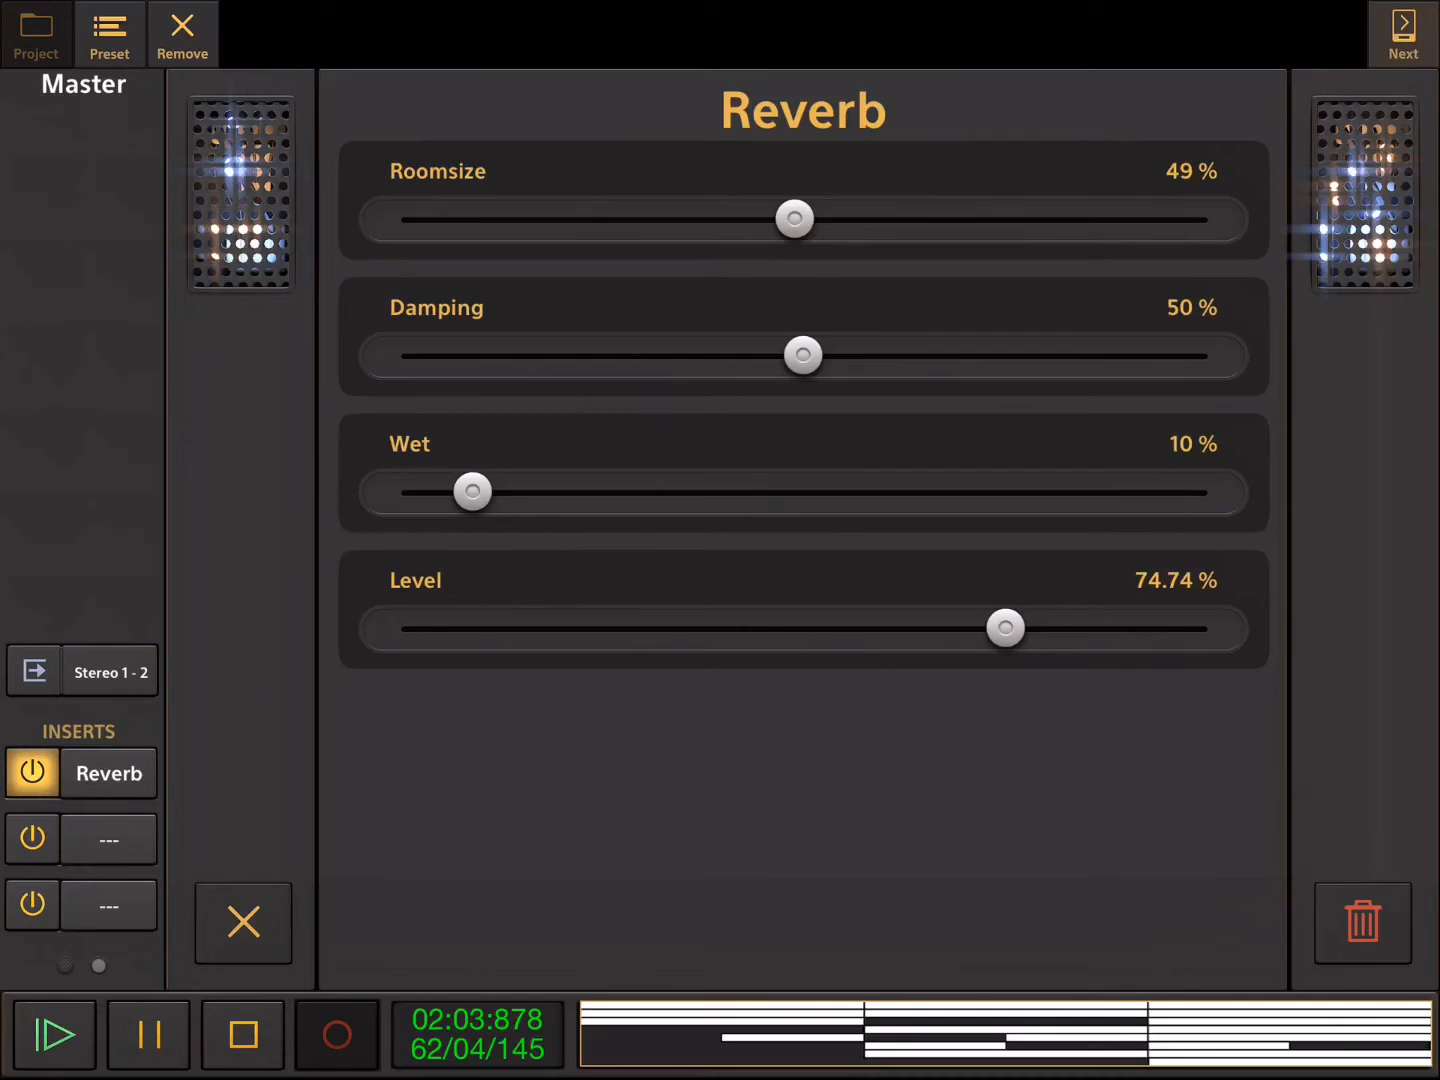 Project
Preset
Remove
Next
Master
Reverb
Roomsize
49 %
Damping
50 %
Wet
10 %
Level
74.74 %
Stereo 1 - 2
INSERTS
Reverb
---
---
02:03:878
62/04/145